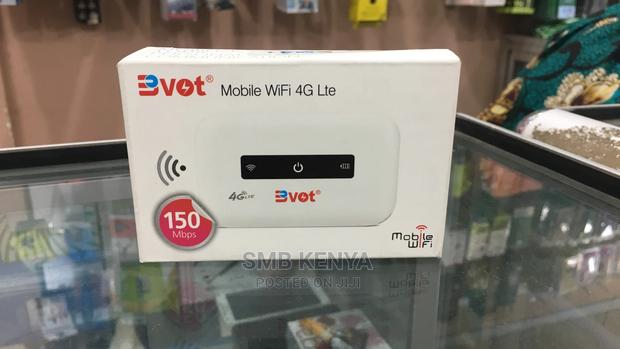 Bvot® Mobile WiFi 4G Lte
4G LTE
Bvot®
150
Mbps
Mobile
WiFi
SMB KENYA
POSTED ON JIJI